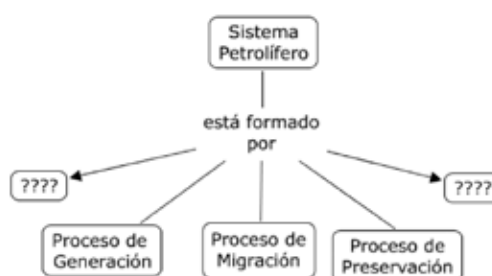 Sistema
Petrolífero
está formado
por
????
????
Proceso de
Generación
Proceso de
Migración
Proceso de
Preservación